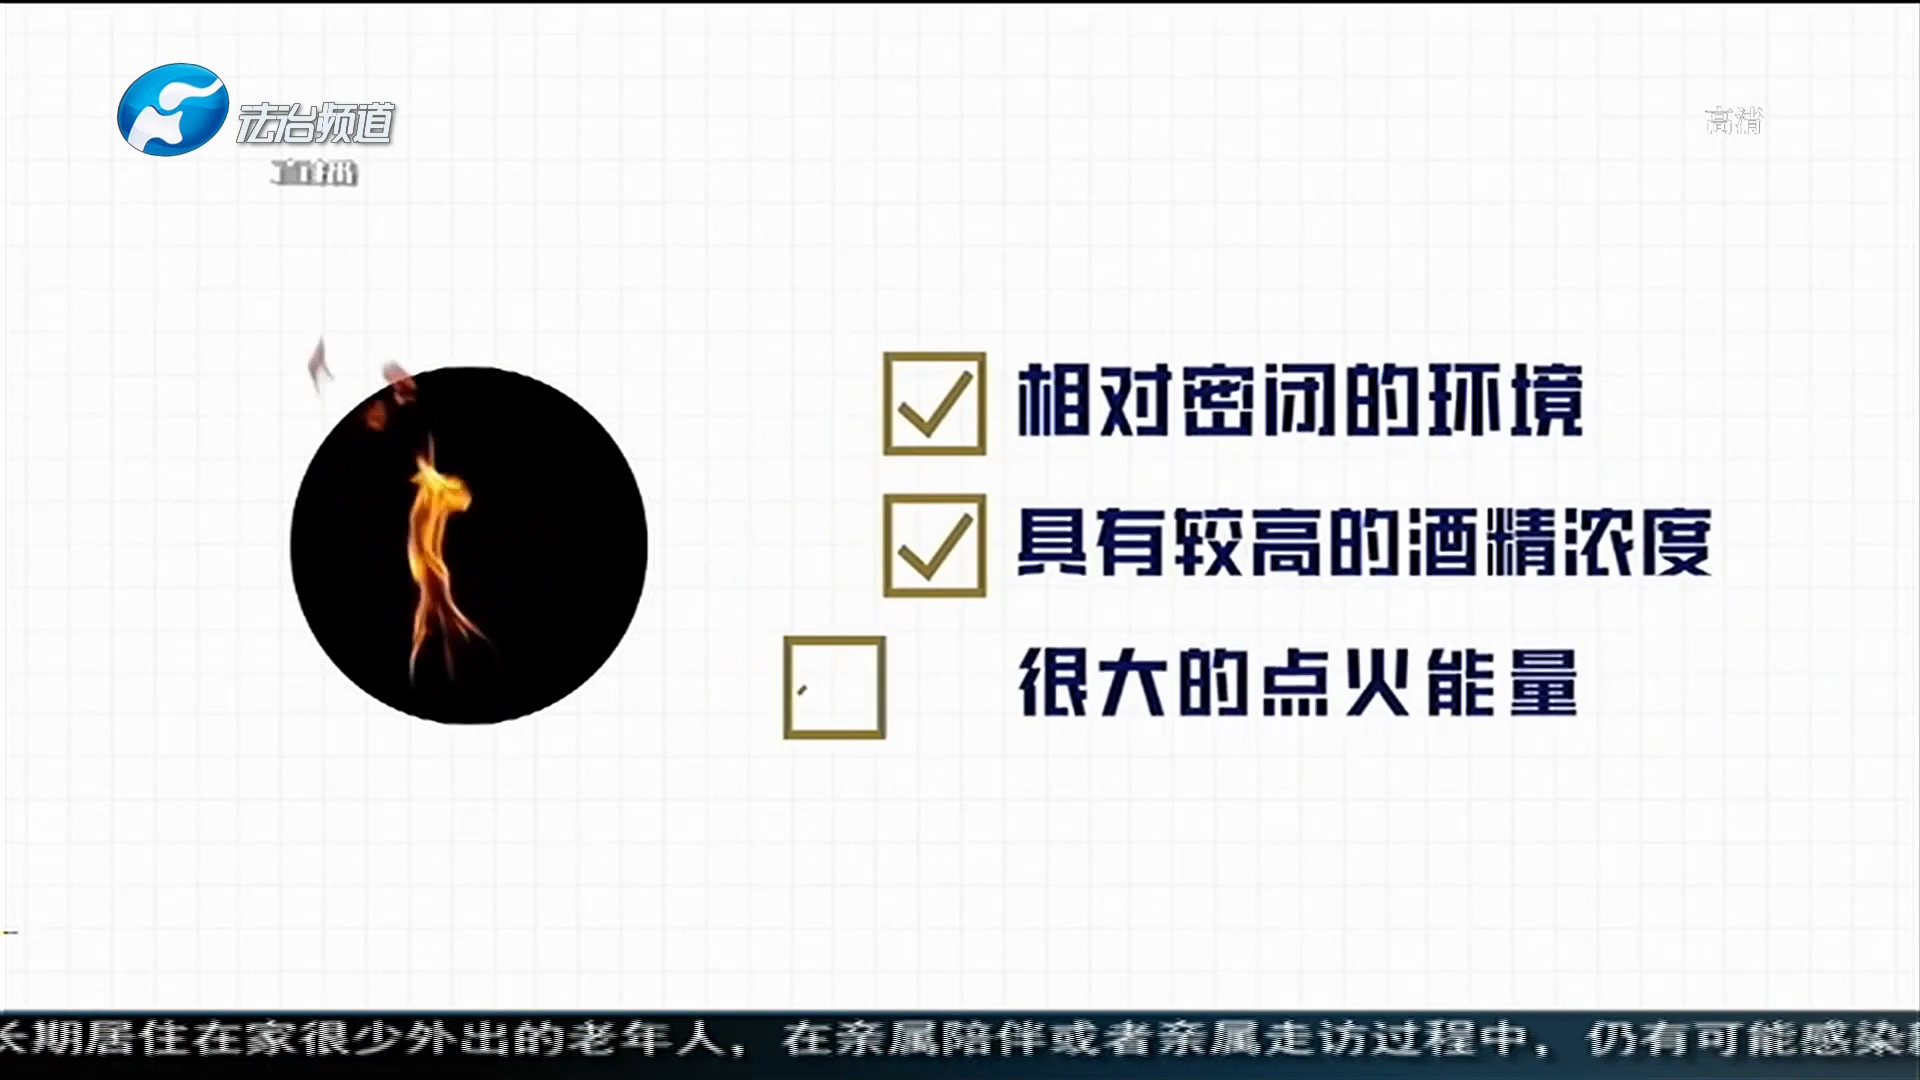 法治频道
直播
高清
相对密闭的环境
具有较高的酒精浓度
很大的点火能量
长期居住在家很少外出的老年人，在亲属陪伴或者亲属走访过程中，仍有可能感染